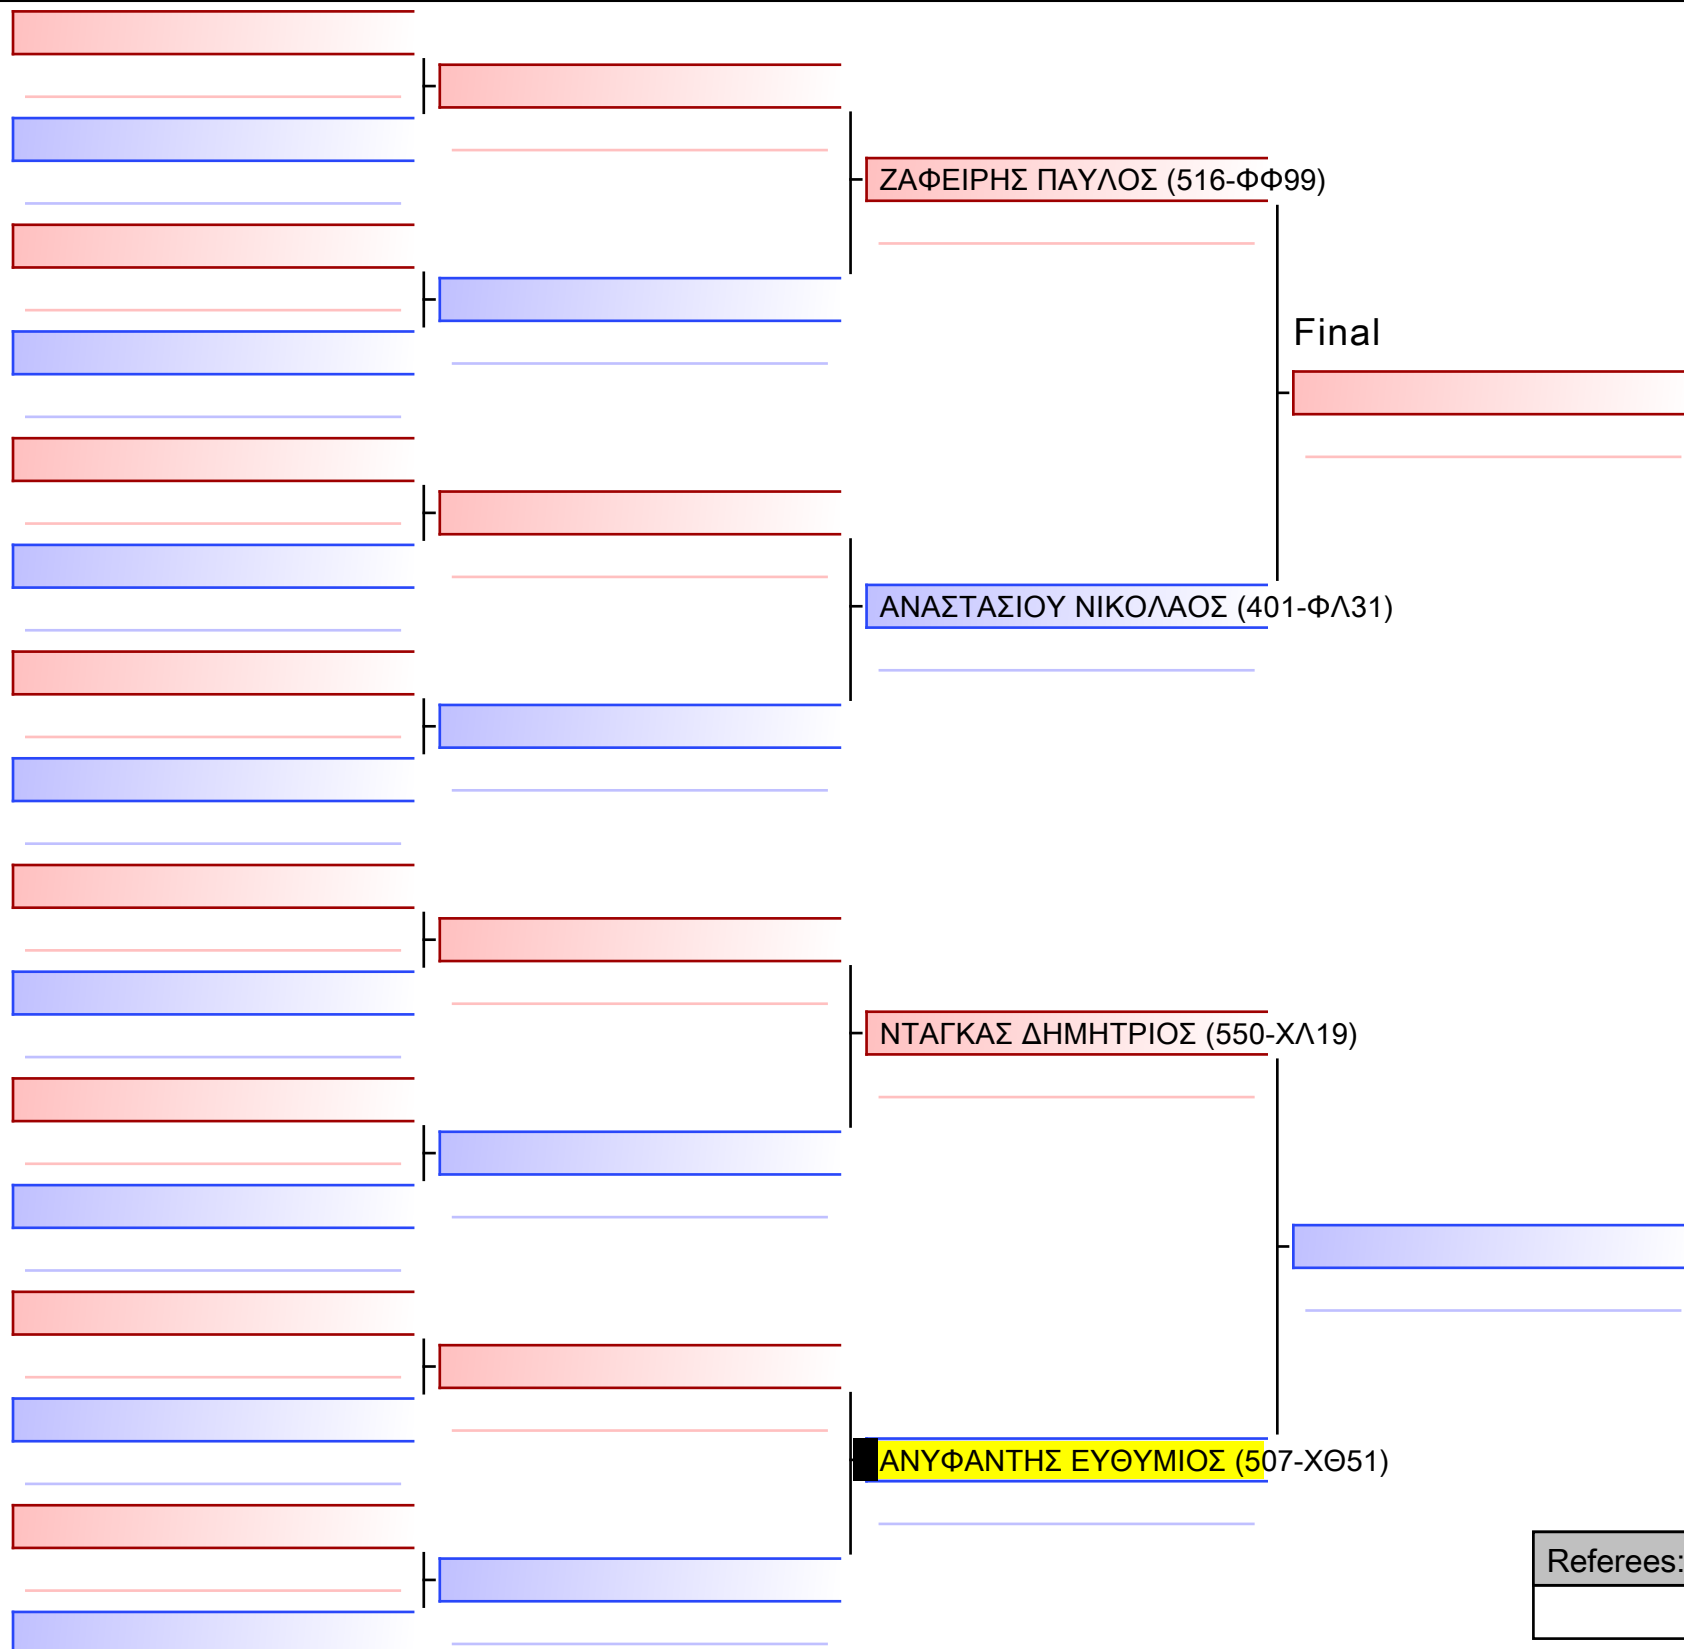 ΖΑΦΕΙΡΗΣ ΠΑΥΛΟΣ (516-ΦΦ99)
Final
ΑΝΑΣΤΑΣΙΟΥ ΝΙΚΟΛΑΟΣ (401-ΦΛ31)
ΝΤΑΓΚΑΣ ΔΗΜΗΤΡΙΟΣ (550-ΧΛ19)
ΑΝΥΦΑΝΤΗΣ ΕΥΘΥΜΙΟΣ (507-ΧΘ51)
Referees: